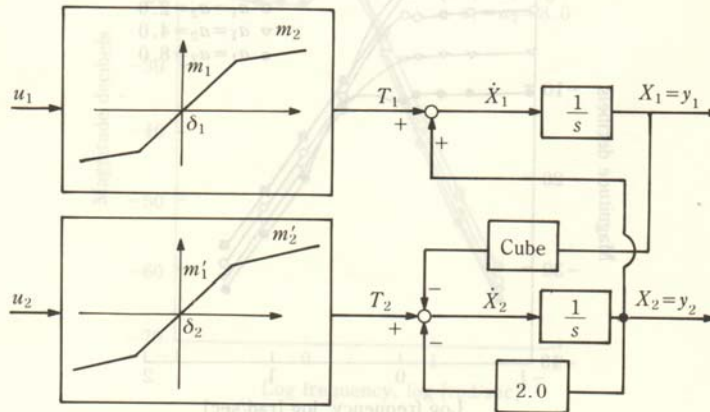 m₂
m₁
u₁
δ₁
T₁
+
+
Ẋ₁
1/s
X₁=y₁
m′₂
m′₁
u₂
δ₂
T₂
+
−
−
Cube
Ẋ₂
1/s
X₂=y₂
2.0